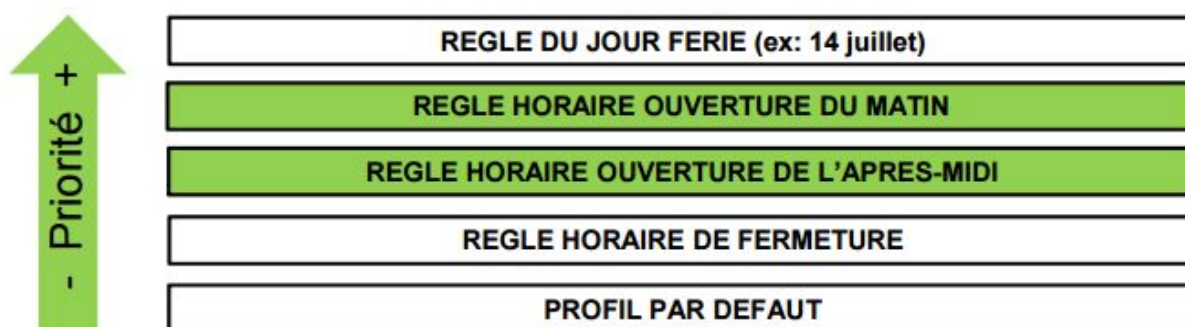 REGLE DU JOUR FERIE (ex: 14 juillet)
REGLE HORAIRE OUVERTURE DU MATIN
REGLE HORAIRE OUVERTURE DE L’APRES-MIDI
REGLE HORAIRE DE FERMETURE
PROFIL PAR DEFAUT
- Priorité +